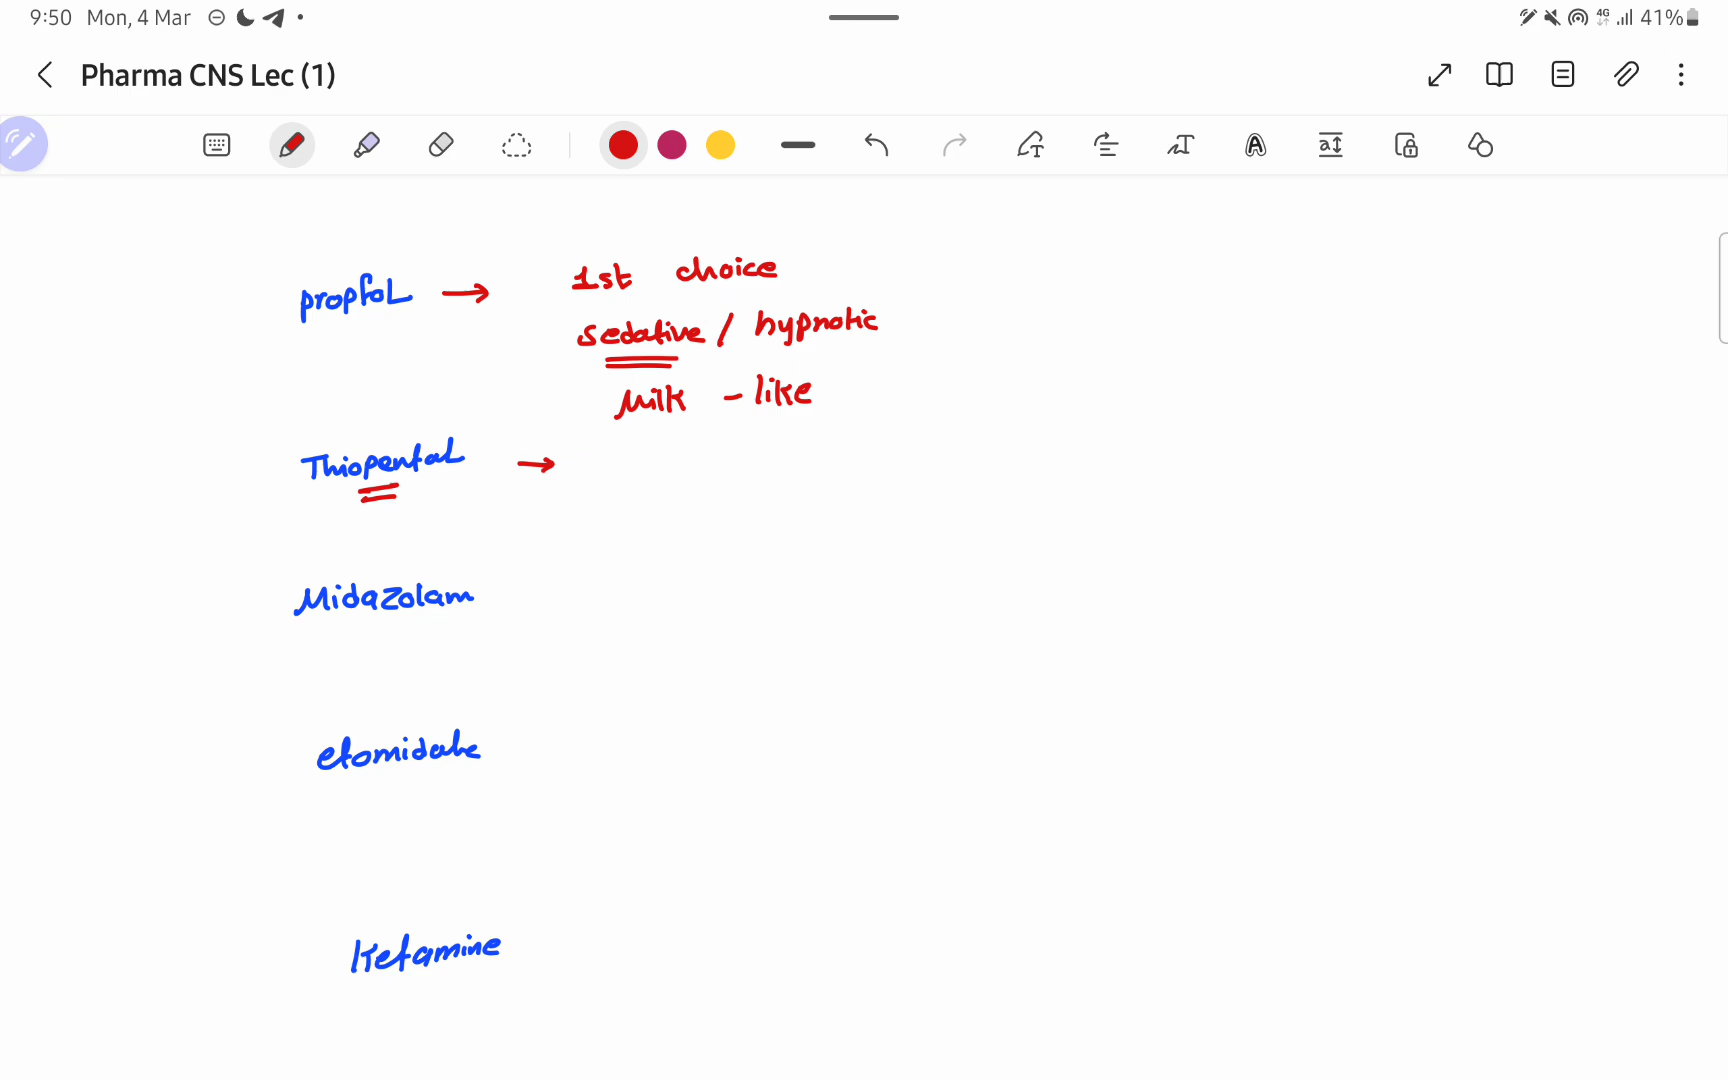 9:50 Mon, 4 Mar 4G 41%
Pharma CNS Lec (1)
propfol → 1st choice
sedative / hypnotic
Milk - like
Thiopental →
Midazolam
etomidate
Ketamine